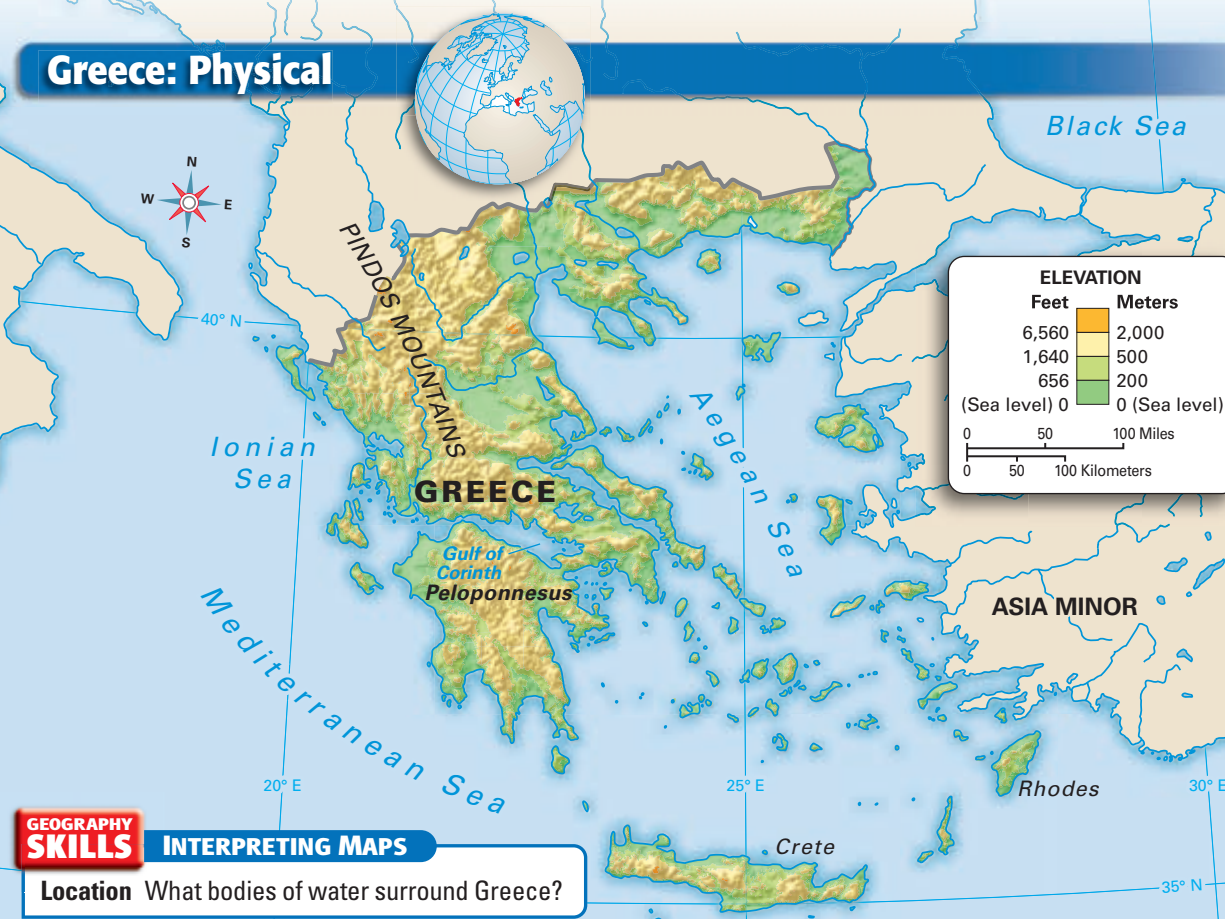 Greece: Physical
Black Sea
N
W
E
S
PINDOS MOUNTAINS
ELEVATION
Feet
Meters
6,560
2,000
1,640
500
656
200
(Sea level) 0
0 (Sea level)
0 50 100 Miles
0 50 100 Kilometers
40° N
Ionian
Sea
Aegean Sea
GREECE
Gulf of
Corinth
Peloponnesus
ASIA MINOR
Mediterranean Sea
20° E
25° E
30° E
Rhodes
Crete
35° N
GEOGRAPHY
SKILLS
INTERPRETING MAPS
Location What bodies of water surround Greece?